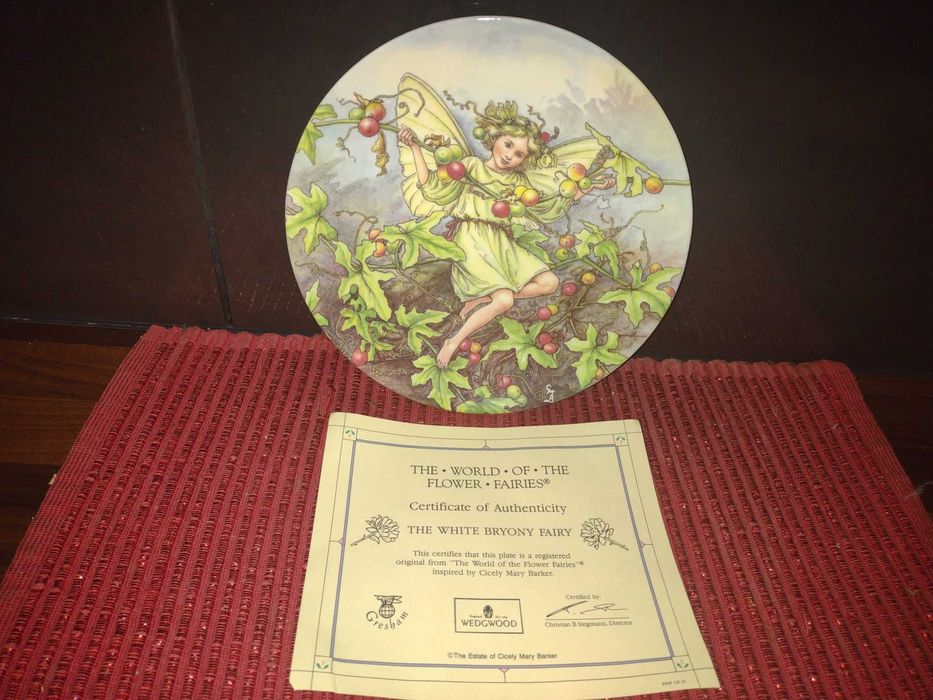 THE • WORLD • OF • THE
FLOWER • FAIRIES®
Certificate of Authenticity
THE WHITE BRYONY FAIRY
This certifies that this plate is a registered
original from "The World of the Flower Fairies"®
inspired by Cicely Mary Barker.
Gresham
WEDGWOOD
Certified by:
Christian B Stegmann, Director
©The Estate of Cicely Mary Barker